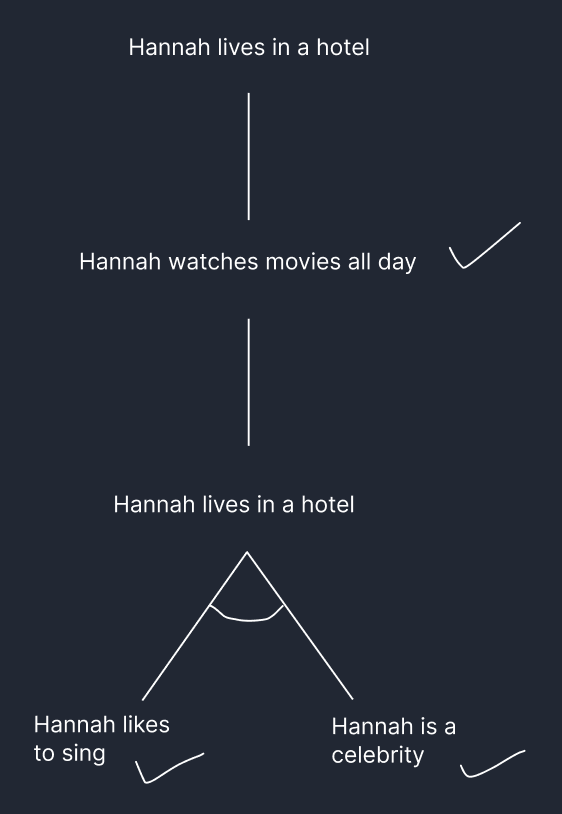 Hannah lives in a hotel
Hannah watches movies all day
Hannah lives in a hotel
Hannah likes
to sing
Hannah is a
celebrity